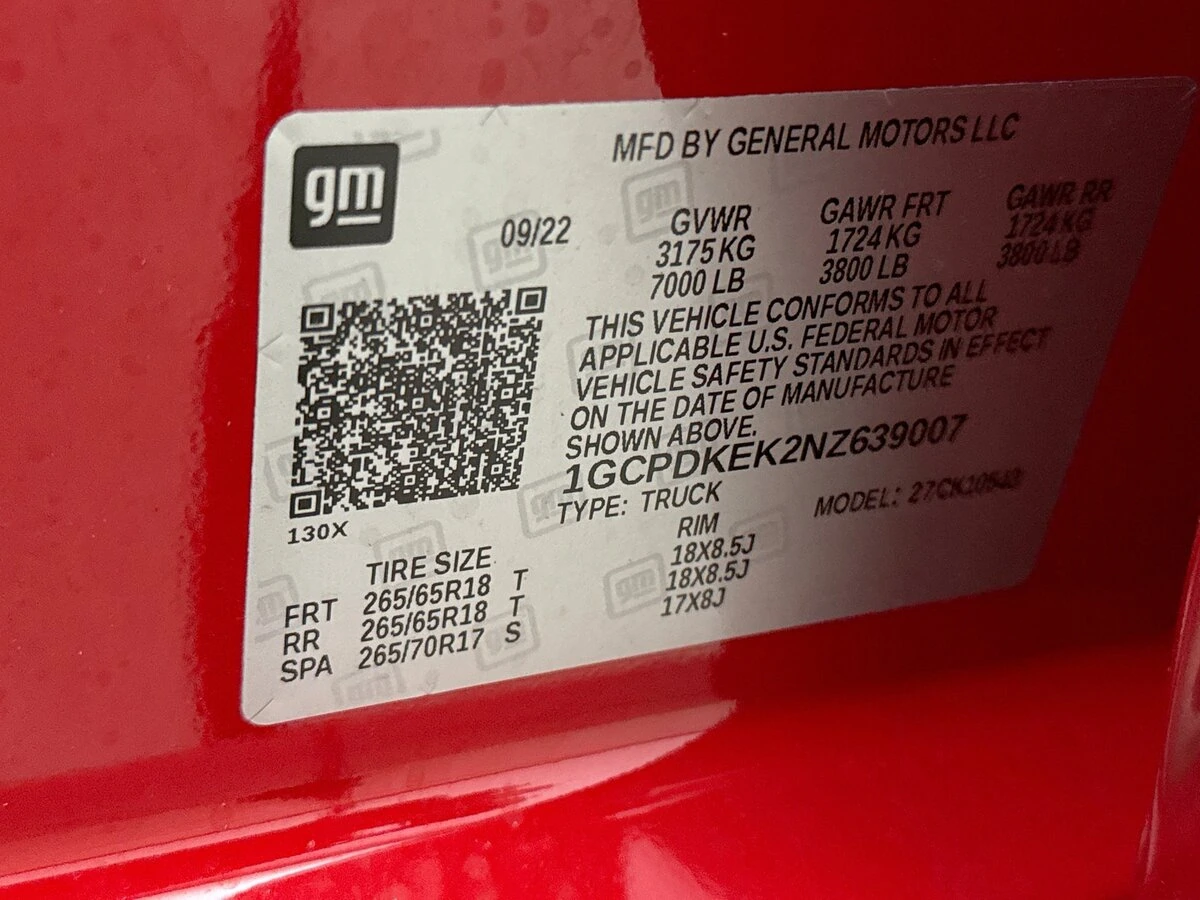 gm
MFD BY GENERAL MOTORS LLC
09/22
GVWR GAWR FRT GAWR RR
3175 KG 1724 KG 1724 KG
7000 LB 3800 LB 3800 LB
THIS VEHICLE CONFORMS TO ALL
APPLICABLE U.S. FEDERAL MOTOR
VEHICLE SAFETY STANDARDS IN EFFECT
ON THE DATE OF MANUFACTURE
SHOWN ABOVE.
1GCPDKEK2NZ639007
TYPE: TRUCK MODEL:
130X
TIRE SIZE RIM
FRT 265/65R18 T 18X8.5J
RR 265/65R18 T 18X8.5J
SPA 265/70R17 S 17X8J